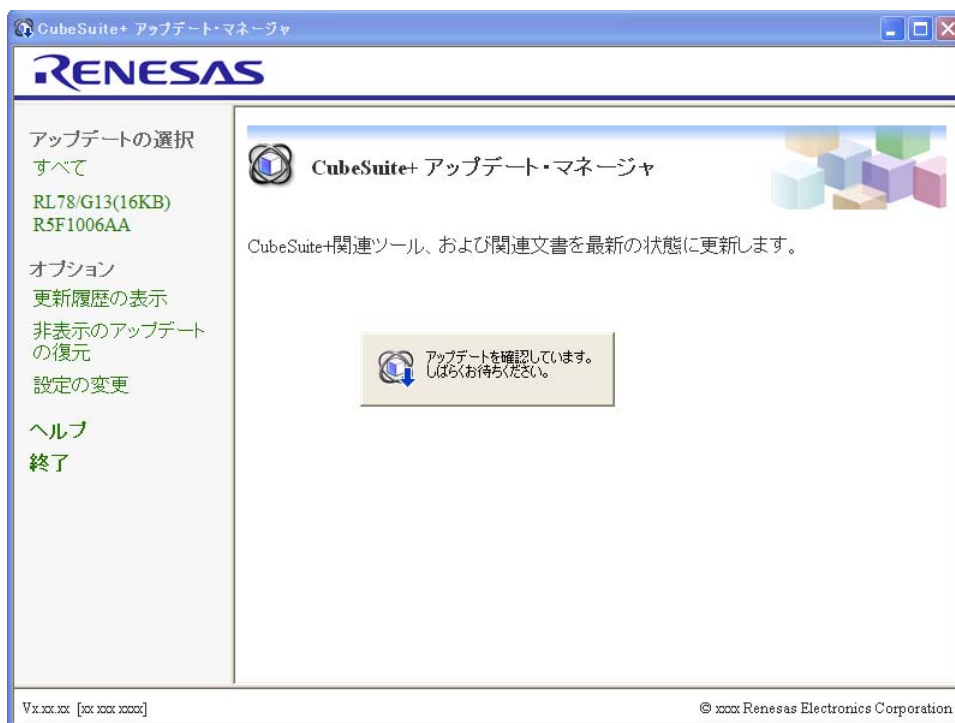 CubeSuite+ アップデート・マネージャ
RENESAS
アップデートの選択
すべて
RL78/G13(16KB)
R5F1006AA
オプション
更新履歴の表示
非表示のアップデート
の復元
設定の変更
ヘルプ
終了
CubeSuite+ アップデート・マネージャ
CubeSuite+関連ツール、および関連文書を最新の状態に更新します。
アップデートを確認しています。
しばらくお待ちください。
Vx.xx.xx [xx xxx xxxx]
© xxxx Renesas Electronics Corporation